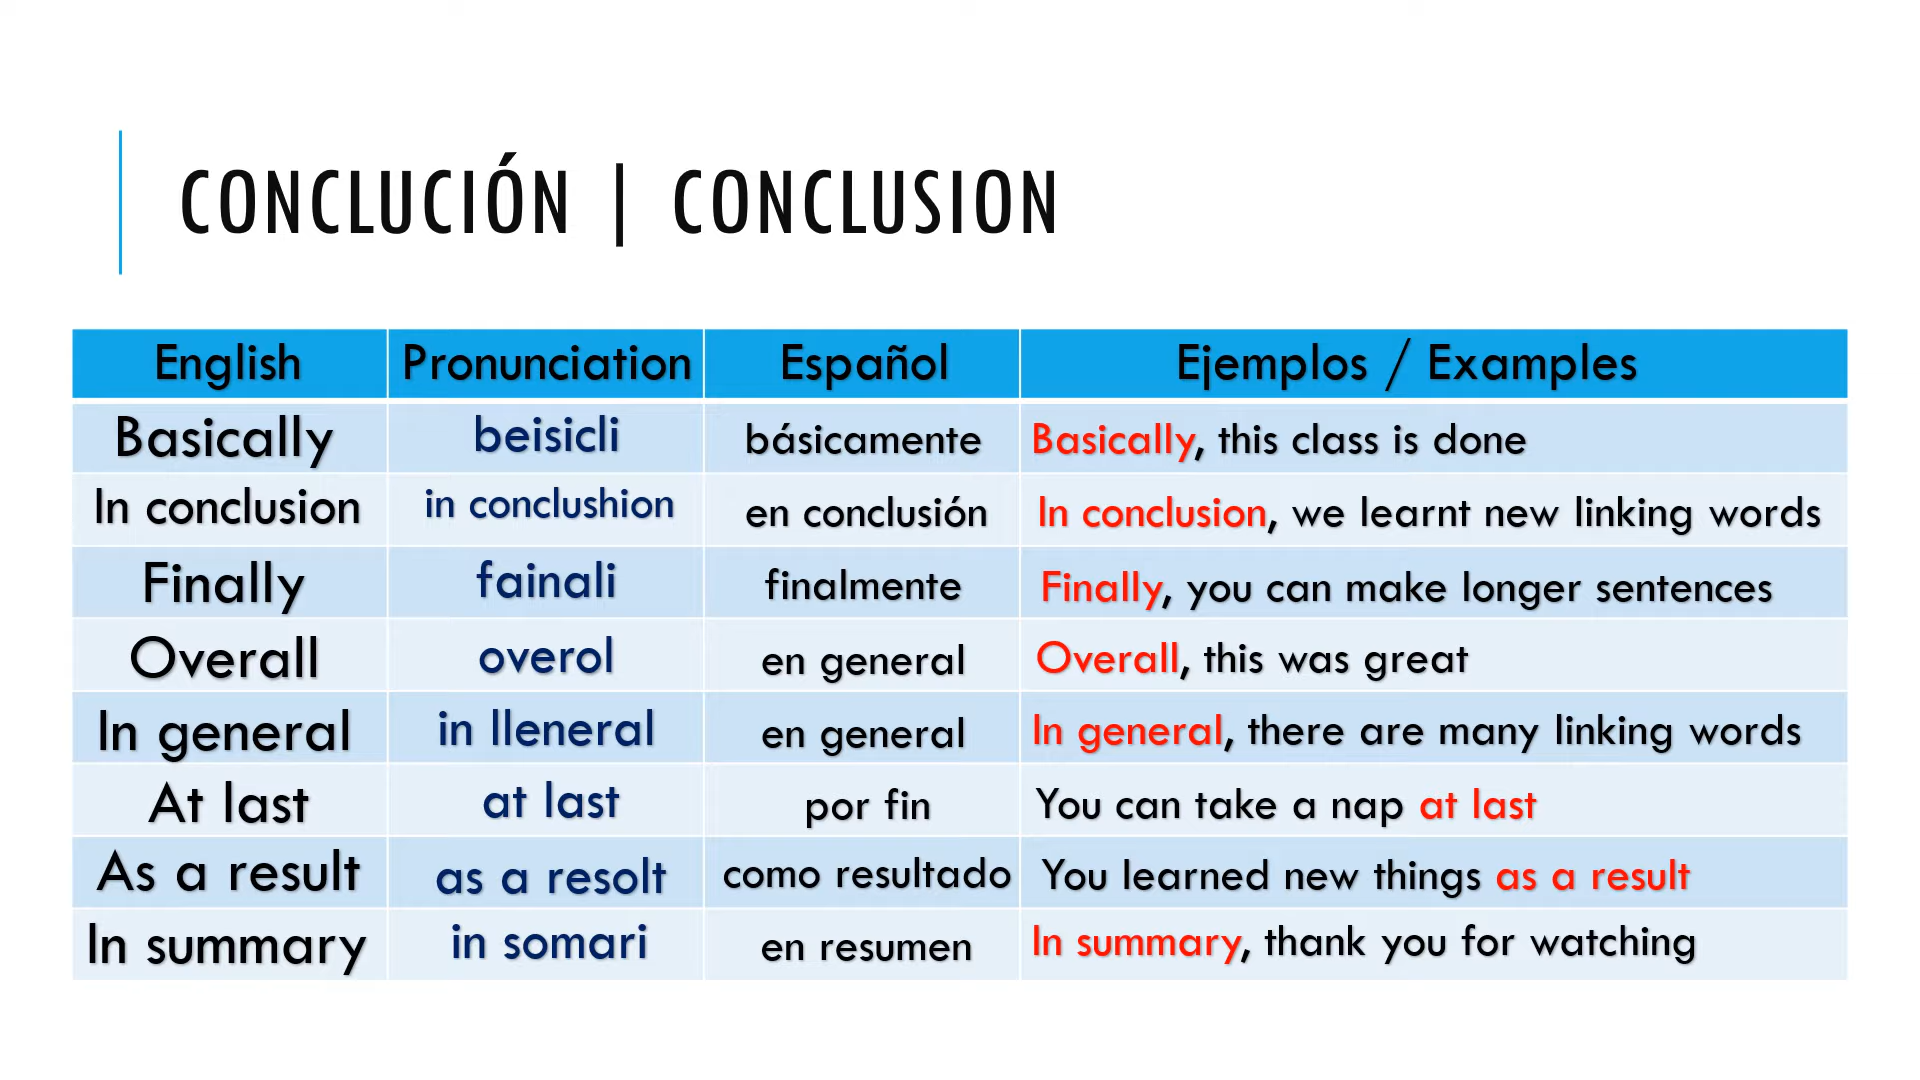 CONCLUCIÓN | CONCLUSION
English Pronunciation Español Ejemplos / Examples
Basically beisicli básicamente Basically, this class is done
In conclusion in conclushion en conclusión In conclusion, we learnt new linking words
Finally fainali finalmente Finally, you can make longer sentences
Overall overol en general Overall, this was great
In general in lleneral en general In general, there are many linking words
At last at last por fin You can take a nap at last
As a result as a resolt como resultado You learned new things as a result
In summary in somari en resumen In summary, thank you for watching